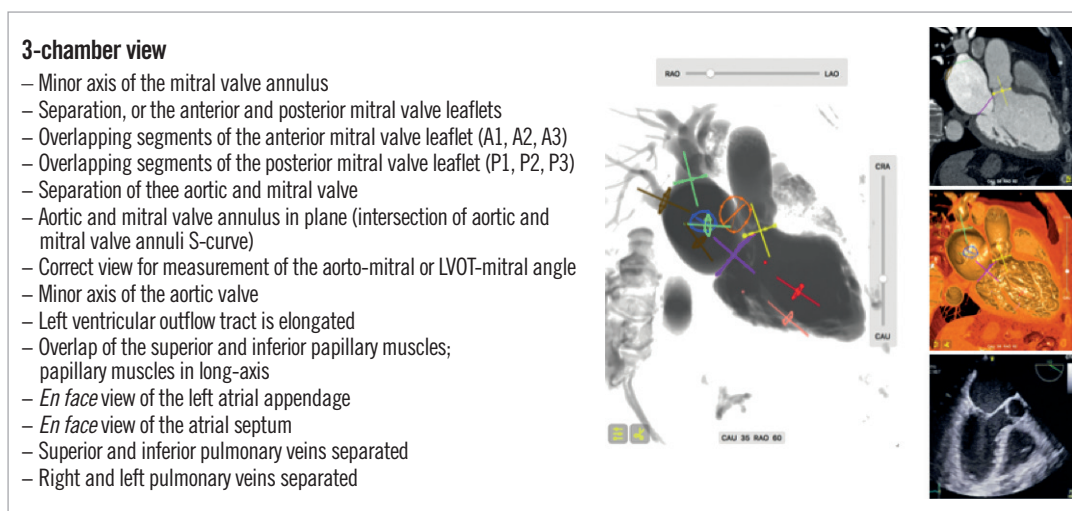 3-chamber view
– Minor axis of the mitral valve annulus
– Separation, or the anterior and posterior mitral valve leaflets
– Overlapping segments of the anterior mitral valve leaflet (A1, A2, A3)
– Overlapping segments of the posterior mitral valve leaflet (P1, P2, P3)
– Separation of thee aortic and mitral valve
– Aortic and mitral valve annulus in plane (intersection of aortic and
mitral valve annuli S-curve)
– Correct view for measurement of the aorto-mitral or LVOT-mitral angle
– Minor axis of the aortic valve
– Left ventricular outflow tract is elongated
– Overlap of the superior and inferior papillary muscles;
papillary muscles in long-axis
– En face view of the left atrial appendage
– En face view of the atrial septum
– Superior and inferior pulmonary veins separated
– Right and left pulmonary veins separated
RAO LAO
CRA
CAU
CAU 35 RAO 60